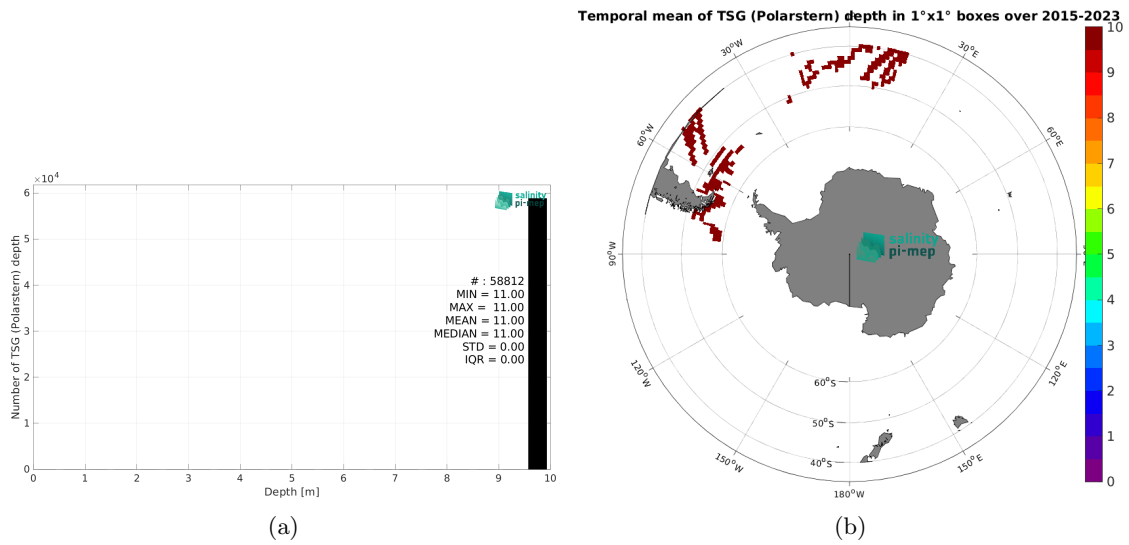 Temporal mean of TSG (Polarstern) depth in 1°x1° boxes over 2015-2023
×10⁴
6
5
4
3
2
1
0
Number of TSG (Polarstern) depth
salinity
pi-mep
# : 58812
MIN = 11.00
MAX = 11.00
MEAN = 11.00
MEDIAN = 11.00
STD = 0.00
IQR = 0.00
0 1 2 3 4 5 6 7 8 9 10
Depth [m]
(a)
30°W
30°E
60°W
60°E
90°W
120°W
120°E
150°W
150°E
180°W
60°S
50°S
40°S
salinity
pi-mep
10
9
8
7
6
5
4
3
2
1
0
(b)